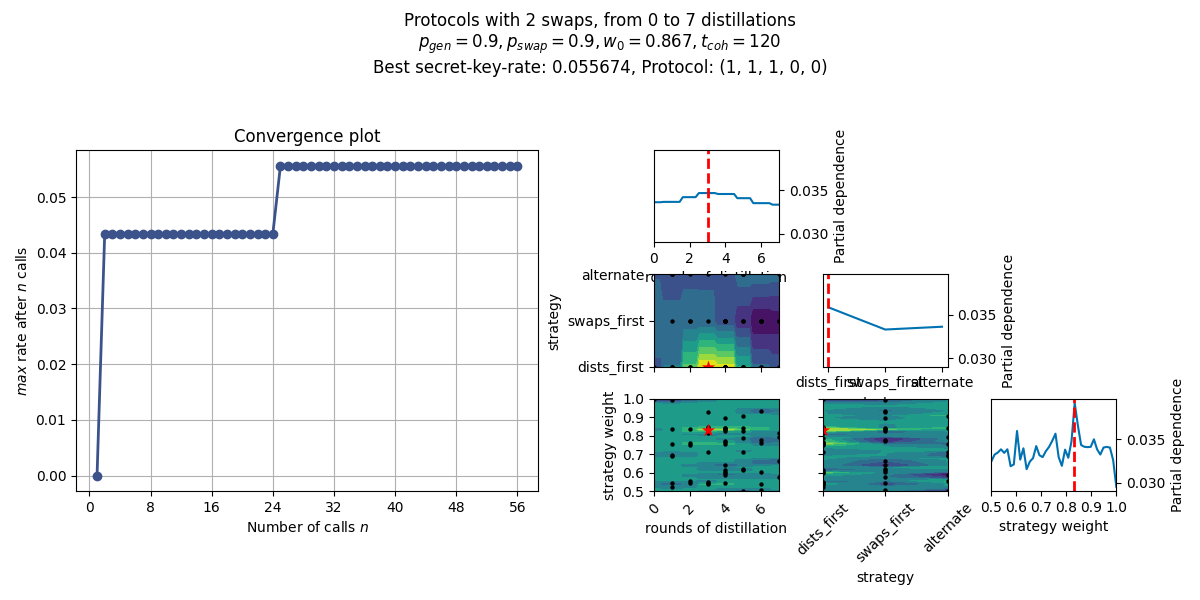 Protocols with 2 swaps, from 0 to 7 distillations
p_gen = 0.9, p_swap = 0.9, w_0 = 0.867, t_coh = 120
Best secret-key-rate: 0.055674, Protocol: (1, 1, 1, 0, 0)
Convergence plot
max rate after n calls
0.05
0.04
0.03
0.02
0.01
0.00
0 8 16 24 32 40 48 56
Number of calls n
0.035
0.030
Partial dependence
0 2 4 6
rounds of distillation
strategy
alternate
swaps_first
dists_first
0.035
0.030
Partial dependence
dists_first swaps_first alternate
strategy weight
1.0
0.9
0.8
0.7
0.6
0.5
0 2 4 6
rounds of distillation
dists_first swaps_first alternate
strategy
0.035
0.030
Partial dependence
0.5 0.6 0.7 0.8 0.9 1.0
strategy weight